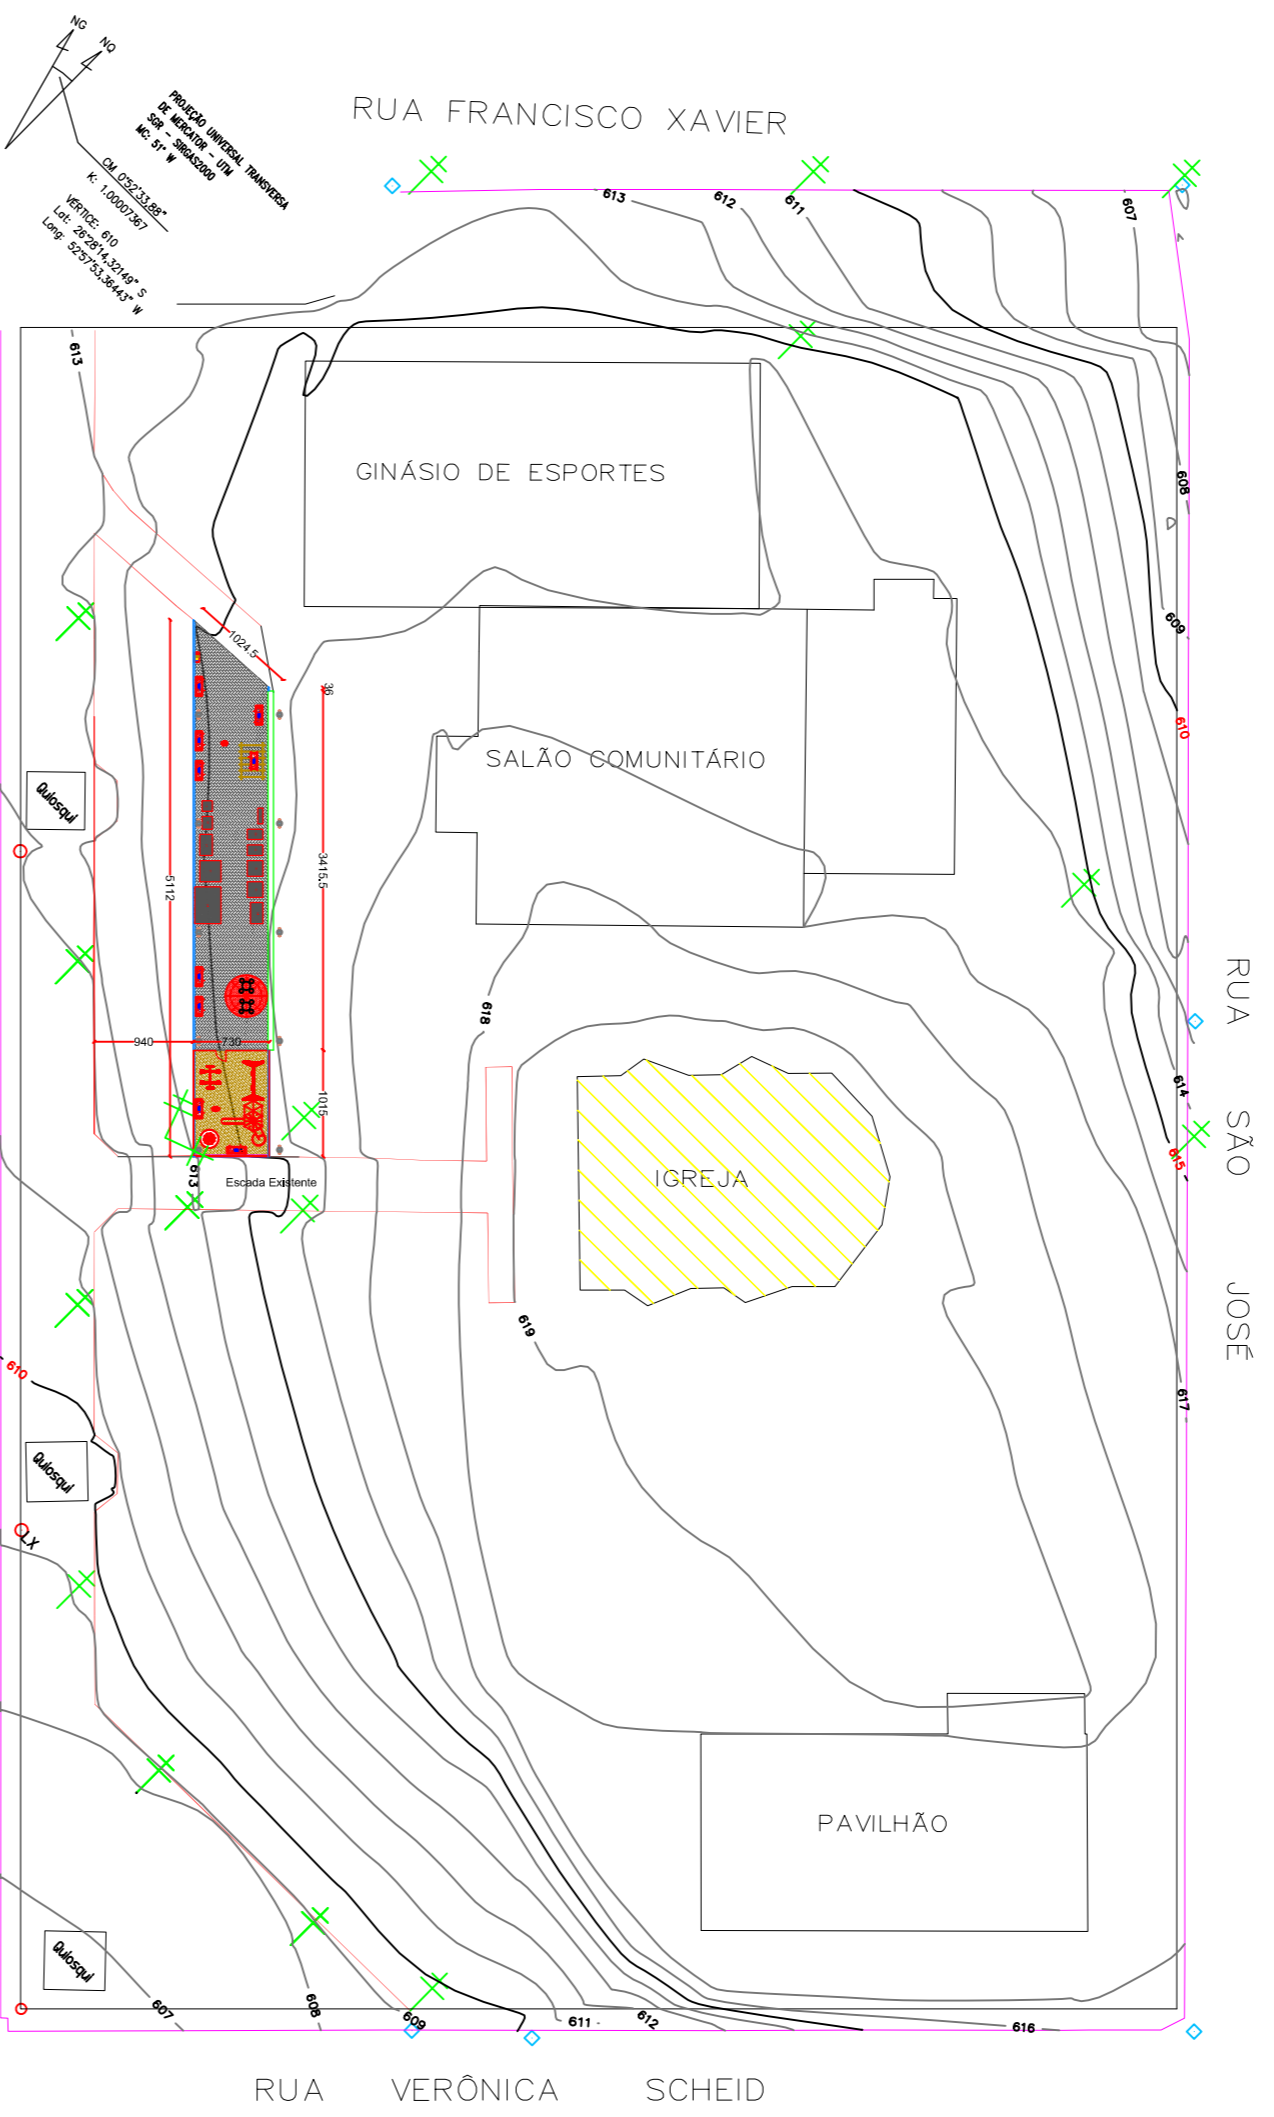 NG
NQ
PROJEÇÃO UNIVERSAL TRANSVERSA
DE MERCATOR - UTM
SGR - SIRGAS2000
MC: 51° W
CM 0°52'33,88"
K: 1.00007367
VÉRTICE: 610
Lat: 26°28'14,32149" S
Long: 52°57'53,36443" W
RUA FRANCISCO XAVIER
613
612
611
607
613
GINÁSIO DE ESPORTES
608
609
610
1024.5
36
SALÃO COMUNITÁRIO
Quiosqui
5112
3415.5
618
940
730
1015
RUA SÃO JOSÉ
614
615
613
Escada Existente
IGREJA
619
610
617
Quiosqui
LX
PAVILHÃO
Quiosqui
607
608
609
611
612
616
RUA VERÔNICA SCHEID